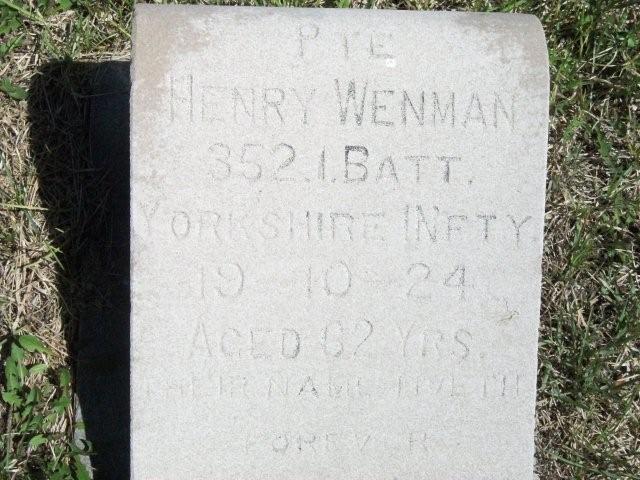 PTE
HENRY WENMAN
352.1.BATT.
YORKSHIRE INFTY.
19-10-24
AGED 62 YRS.
THEIR NAME LIVETH
FOREVER